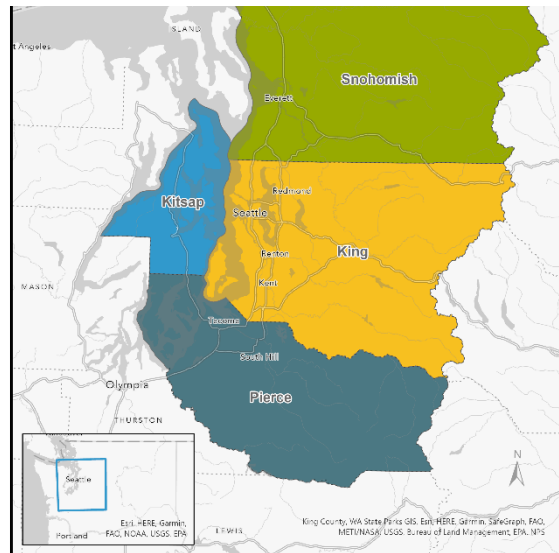 ISLAND
t Angeles
Snohomish
Everett
Kitsap
Redmond
Seattle
King
Renton
Kent
MASON
Tacoma
South Hill
Olympia
Pierce
THURSTON
N
Seattle
Portland
Esri, HERE, Garmin,
FAO, NOAA, USGS, EPA
LEWIS
King County, WA State Parks GIS, Esri, HERE, Garmin, SafeGraph, FAO,
METI/NASA, USGS, Bureau of Land Management, EPA, NPS